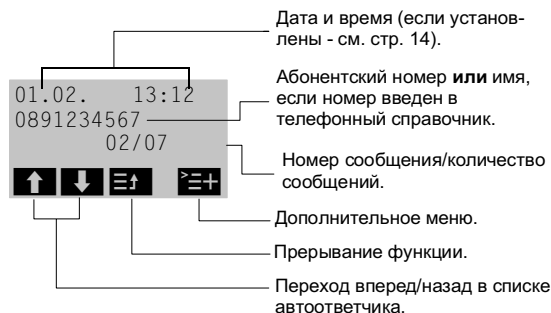 Дата и время (если установ-
лены - см. стр. 14).
01.02. 13:12
0891234567
02/07
Абонентский номер или имя,
если номер введен в
телефонный справочник.
Номер сообщения/количество
сообщений.
Дополнительное меню.
Прерывание функции.
Переход вперед/назад в списке
автоответчика.